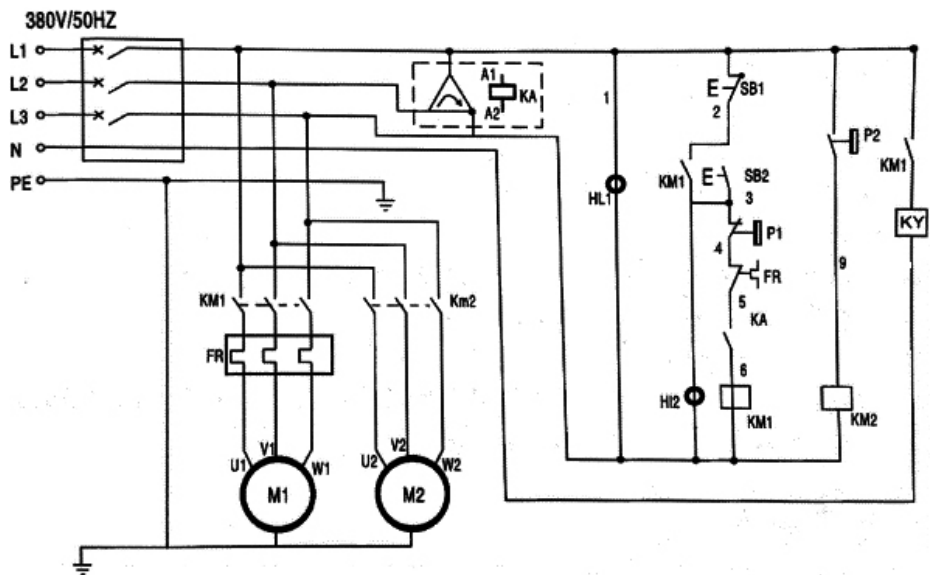 380V/50HZ
L1
L2
L3
N
PE
A1
A2
KA
1
HL1
E
SB1
2
KM1
E
SB2
3
P1
4
FR
5
KA
6
HI2
KM1
P2
9
KM2
KM1
KY
KM1
Km2
FR
U1
V1
W1
M1
U2
V2
W2
M2